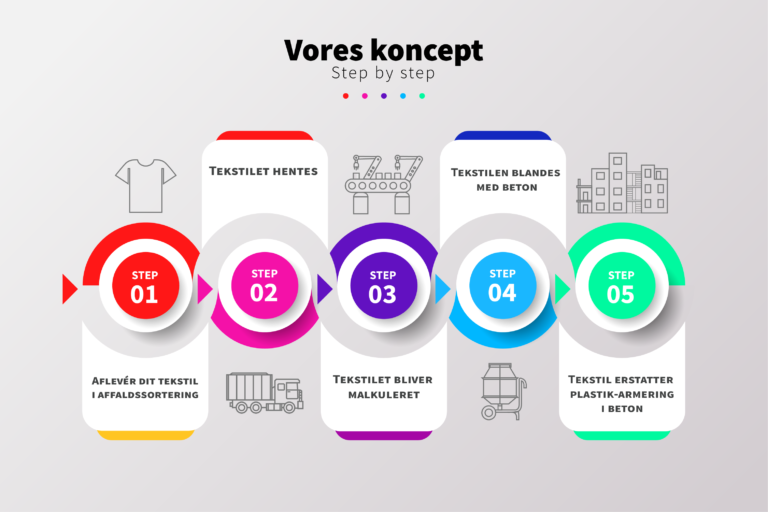 Vores koncept
Step by step
STEP
01
Aflevér dit tekstil
i affaldssortering
STEP
02
Tekstilet hentes
STEP
03
Tekstilet bliver
malkuleret
STEP
04
Tekstilen blandes
med beton
STEP
05
Tekstil erstatter
plastik-armering
i beton